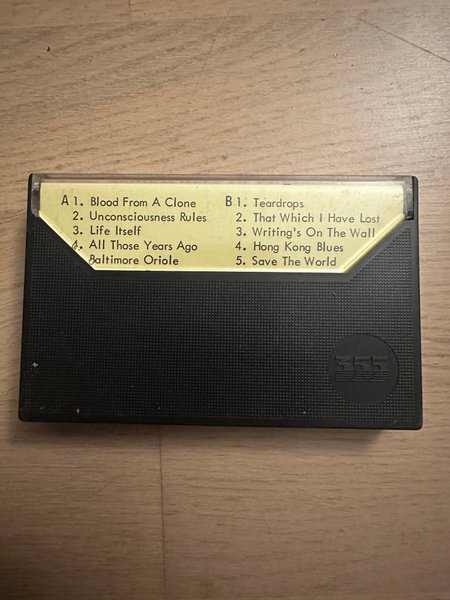 A 1. Blood From A Clone
2. Unconsciousness Rules
3. Life Itself
4. All Those Years Ago
Baltimore Oriole
B 1. Teardrops
2. That Which I Have Lost
3. Writing's On The Wall
4. Hong Kong Blues
5. Save The World
355